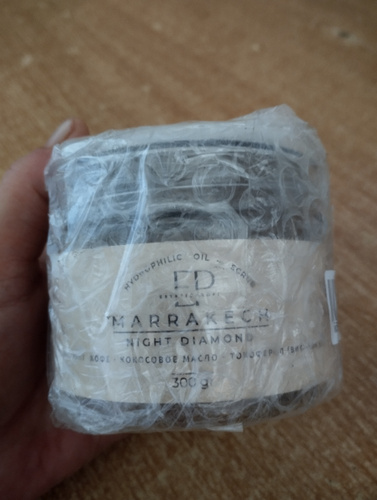 HYDROPHILIC OIL – SCRUB
ED
MARRAKECH
NIGHT DIAMOND
КОКОСОВОЕ МАСЛО •
300 g